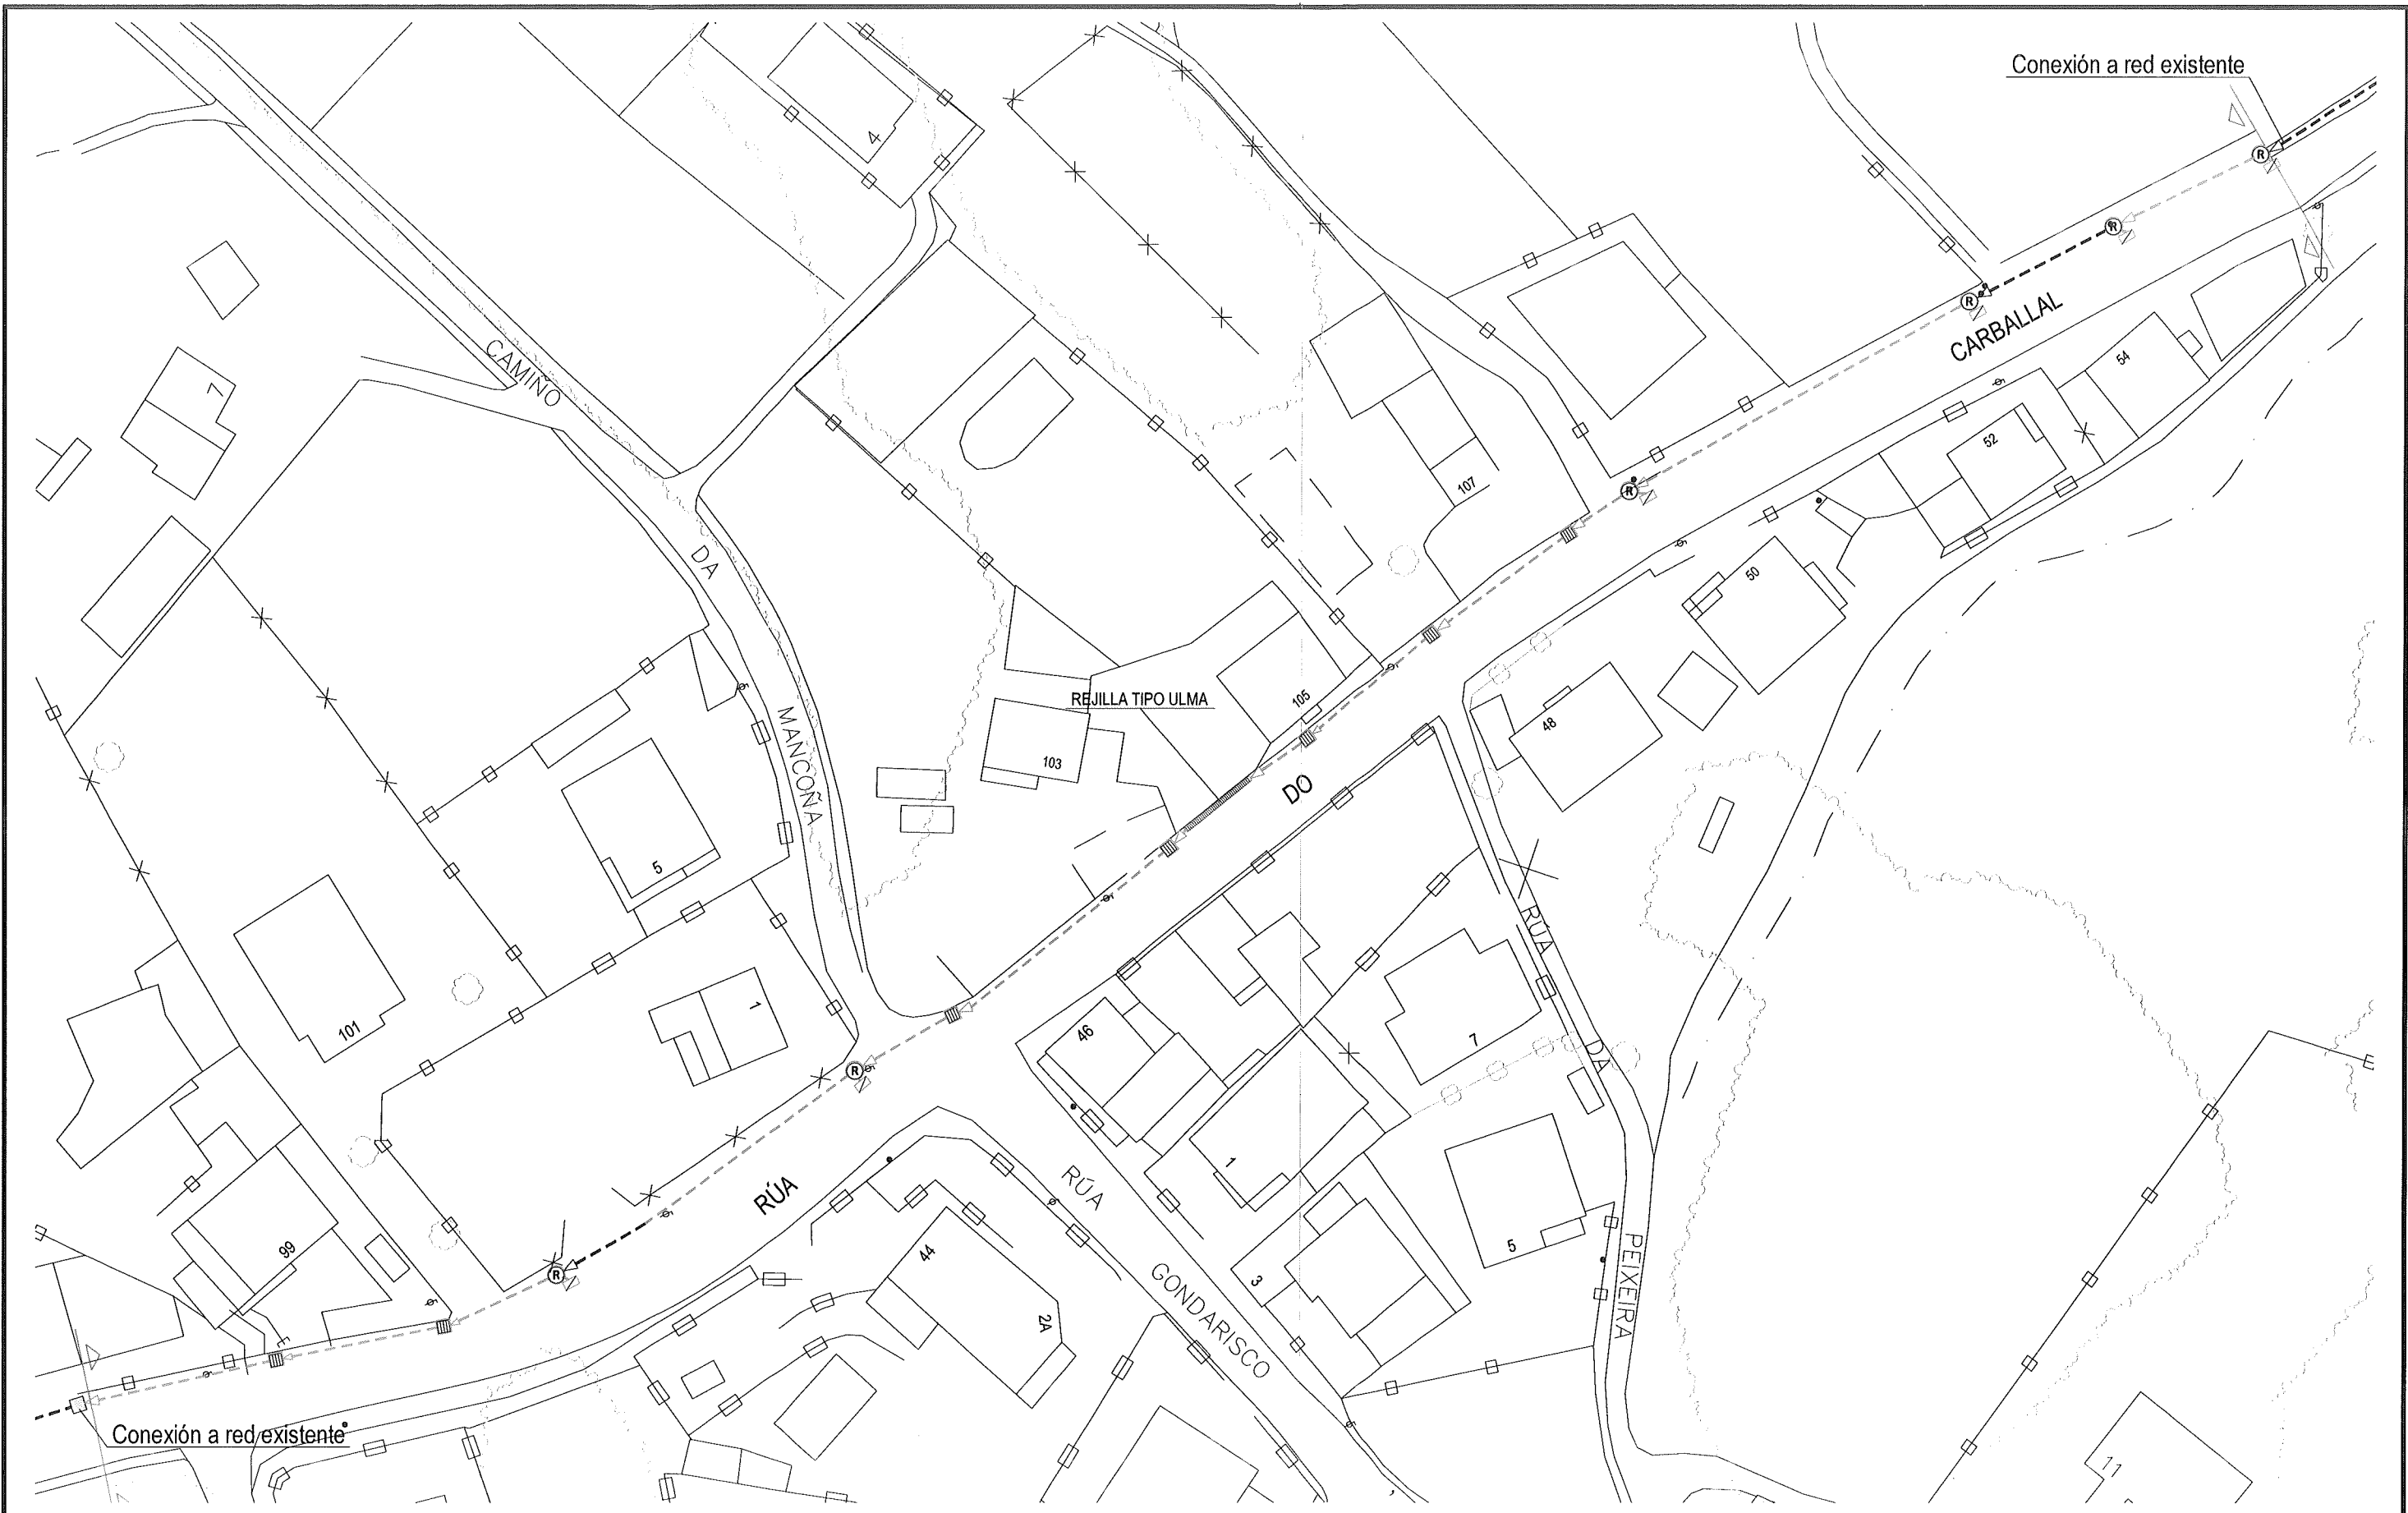 Conexión a red existente
4
R
R
R
CARBALLAL
54
7
CAMIÑO
52
107
R
DA
50
REJILLA TIPO ULMA
105
48
MANCOÑA
103
DO
5
RÚA
101
1
46
7
DA
R
RÚA
RÚA
1
44
5
99
R
3
PEIXEIRA
2A
GONDARISCO
Conexión a red existente
11